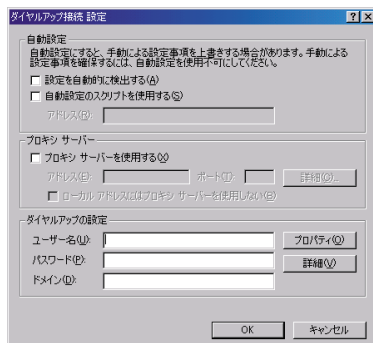 ダイヤルアップ接続 設定
自動設定
自動設定にすると、手動による設定事項を上書きする場合があります。手動による
設定事項を確保するには、自動設定を使用不可にしてください。
設定を自動的に検出する(A)
自動設定のスクリプトを使用する(S)
アドレス(R):
プロキシ サーバー
プロキシ サーバーを使用する(X)
アドレス(E): ポート(T): 詳細(C)...
ローカル アドレスにはプロキシ サーバーを使用しない(B)
ダイヤルアップの設定
ユーザー名(U): プロパティ(O)
パスワード(P): 詳細(V)
ドメイン(D):
OK キャンセル